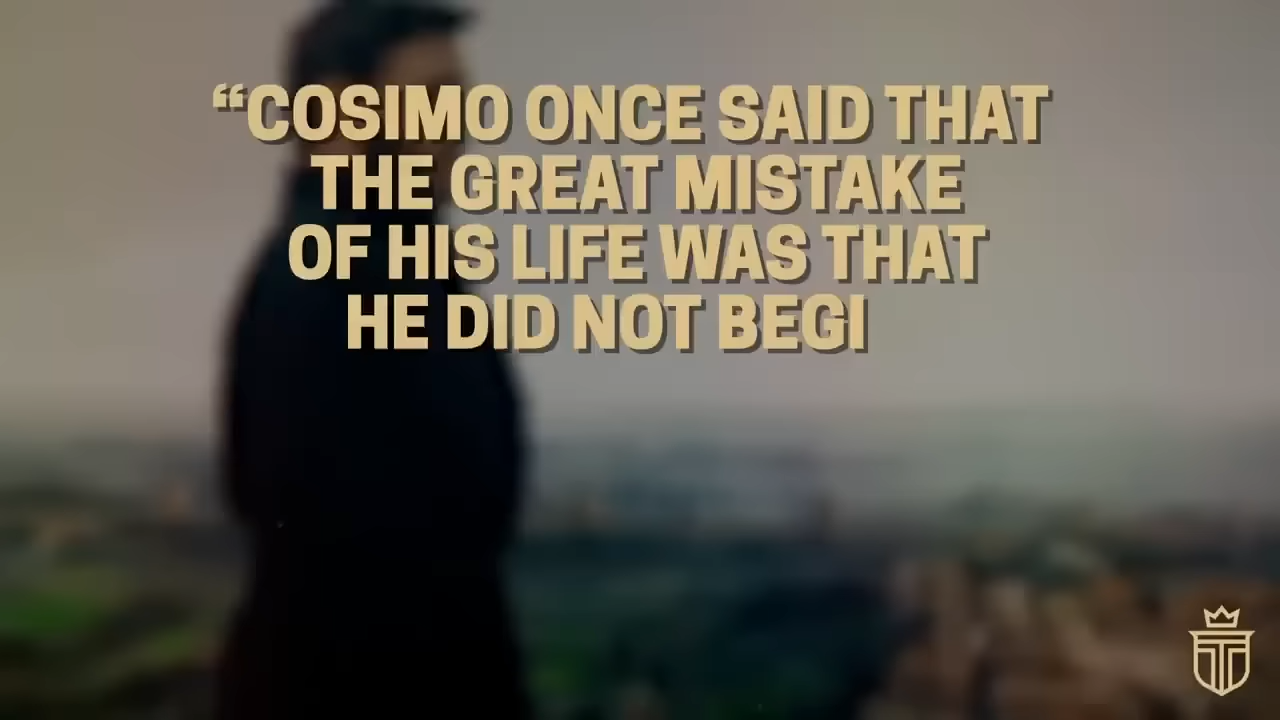 “COSIMO ONCE SAID THAT
THE GREAT MISTAKE
OF HIS LIFE WAS THAT
HE DID NOT BEGI